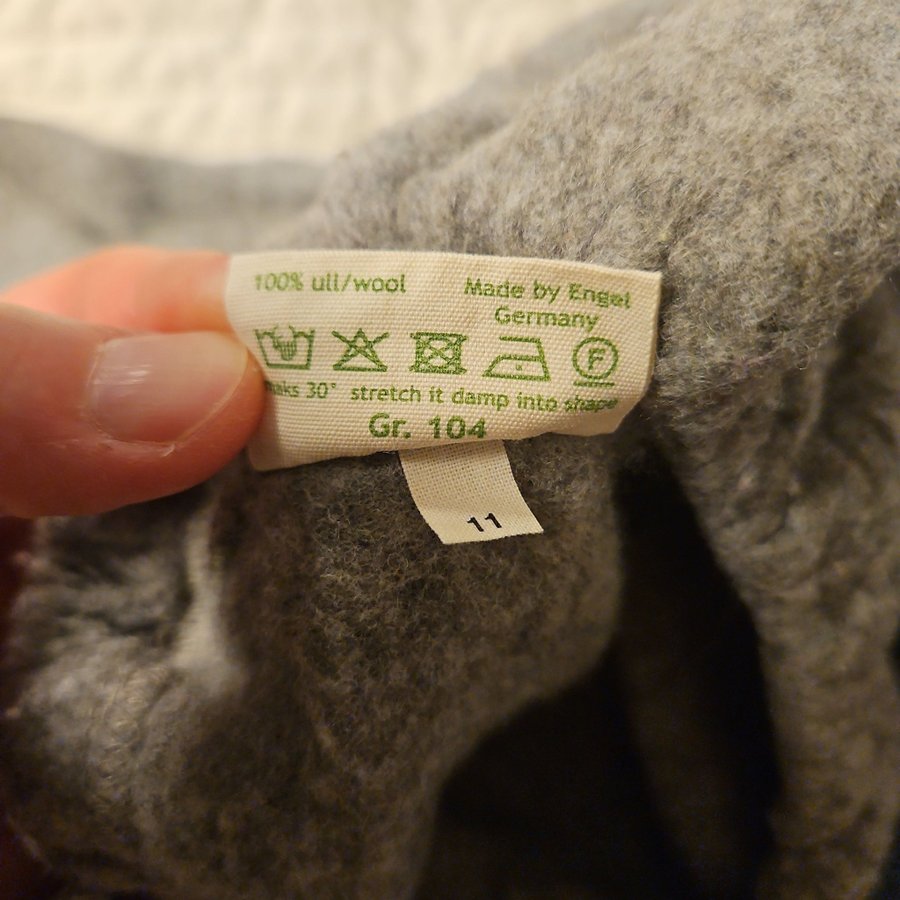 100% ull/wool
Made by Engel
Germany
F
30° stretch it damp into shape
Gr. 104
11